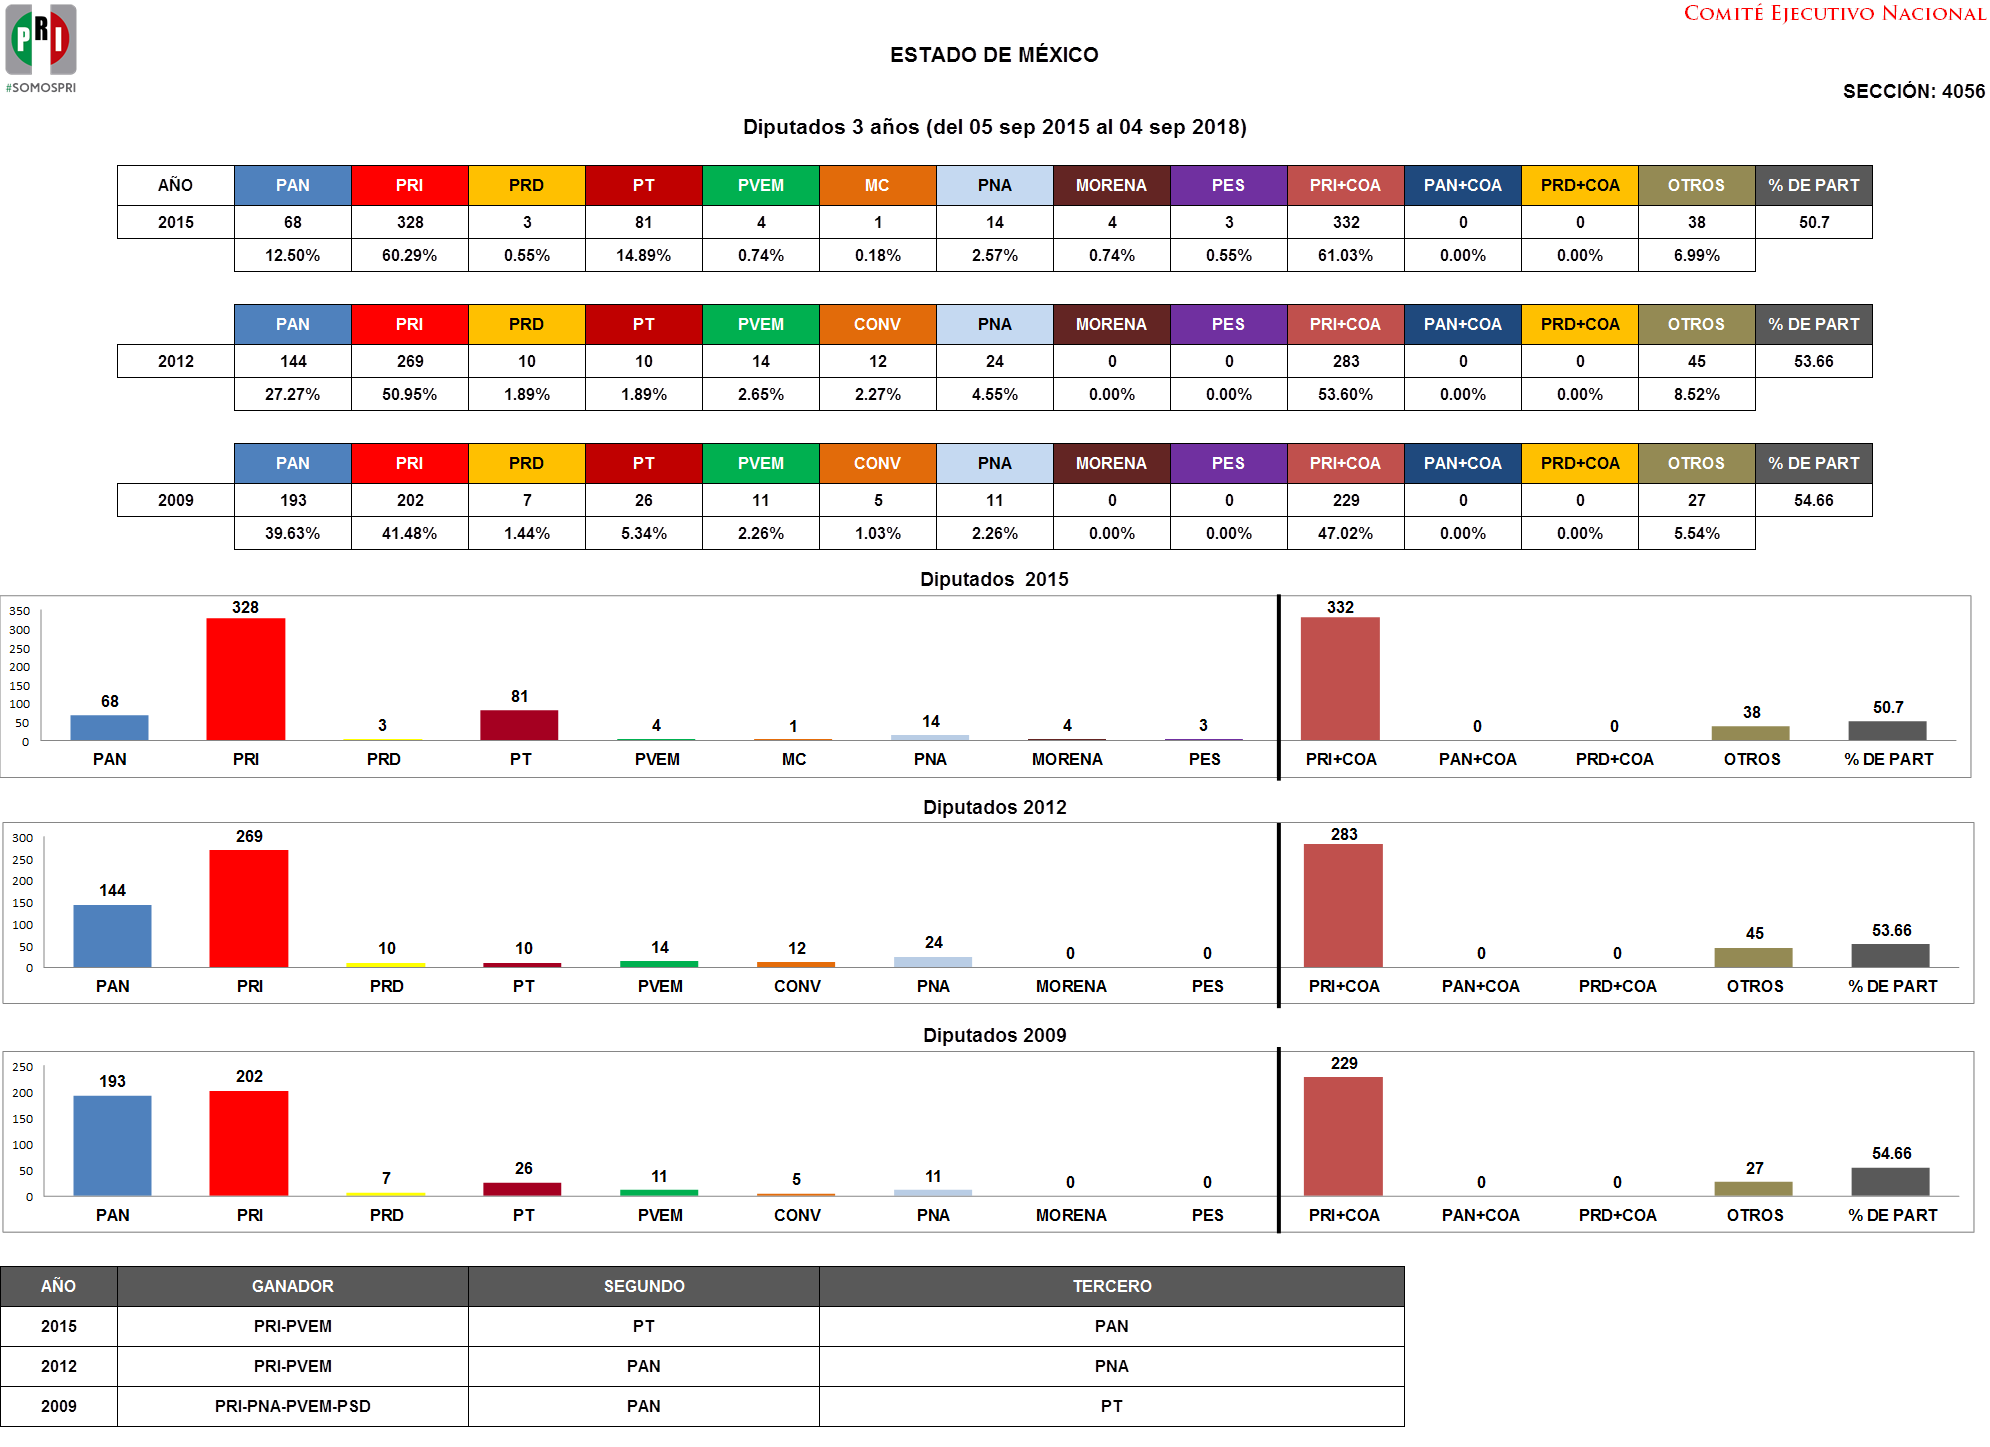 PRI
#SOMOSPRI
COMITÉ EJECUTIVO NACIONAL
ESTADO DE MÉXICO
SECCIÓN: 4056
Diputados 3 años (del 05 sep 2015 al 04 sep 2018)
AÑO PAN PRI PRD PT PVEM MC PNA MORENA PES PRI+COA PAN+COA PRD+COA OTROS % DE PART
2015 68 328 3 81 4 1 14 4 3 332 0 0 38 50.7
12.50% 60.29% 0.55% 14.89% 0.74% 0.18% 2.57% 0.74% 0.55% 61.03% 0.00% 0.00% 6.99%
PAN PRI PRD PT PVEM CONV PNA MORENA PES PRI+COA PAN+COA PRD+COA OTROS % DE PART
2012 144 269 10 10 14 12 24 0 0 283 0 0 45 53.66
27.27% 50.95% 1.89% 1.89% 2.65% 2.27% 4.55% 0.00% 0.00% 53.60% 0.00% 0.00% 8.52%
PAN PRI PRD PT PVEM CONV PNA MORENA PES PRI+COA PAN+COA PRD+COA OTROS % DE PART
2009 193 202 7 26 11 5 11 0 0 229 0 0 27 54.66
39.63% 41.48% 1.44% 5.34% 2.26% 1.03% 2.26% 0.00% 0.00% 47.02% 0.00% 0.00% 5.54%
Diputados 2015
350
300
250
200
150
100
50
0
68 328 3 81 4 1 14 4 3 332 0 0 38 50.7
PAN PRI PRD PT PVEM MC PNA MORENA PES PRI+COA PAN+COA PRD+COA OTROS % DE PART
Diputados 2012
300
250
200
150
100
50
0
144 269 10 10 14 12 24 0 0 283 0 0 45 53.66
PAN PRI PRD PT PVEM CONV PNA MORENA PES PRI+COA PAN+COA PRD+COA OTROS % DE PART
Diputados 2009
250
200
150
100
50
0
193 202 7 26 11 5 11 0 0 229 0 0 27 54.66
PAN PRI PRD PT PVEM CONV PNA MORENA PES PRI+COA PAN+COA PRD+COA OTROS % DE PART
AÑO GANADOR SEGUNDO TERCERO
2015 PRI-PVEM PT PAN
2012 PRI-PVEM PAN PNA
2009 PRI-PNA-PVEM-PSD PAN PT